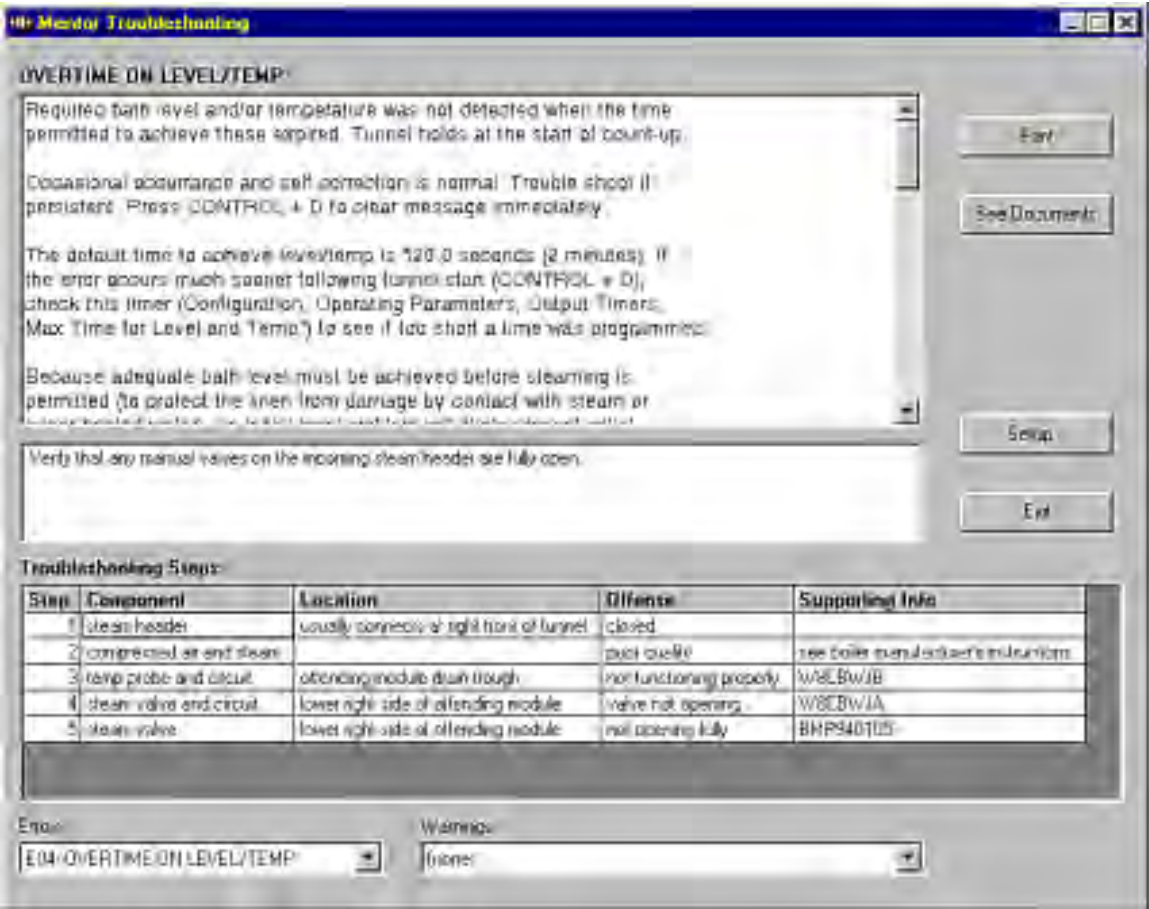 Mentor Troubleshooting
OVERTIME ON LEVEL/TEMP
Required bath level and/or temperature was not detected when the time
permitted to achieve these expired. Tunnel holds at the start of count-up.
Occasional occurrance and self correction is normal. Trouble shoot if
persistent. Press CONTROL + D to clear message immediately.
The default time to achieve level/temp is 120.0 seconds (2 minutes). If
the error occurs much sooner following tunnel start (CONTROL + D),
check this timer (Configuration, Operating Parameters, Output Timers,
Max Time for Level and Temp") to see if too short a time was programmed.
Because adequate bath level must be achieved before steaming is
permitted (to protect the linen from damage by contact with steam or
Print
See Documents
Setup
Exit
Verify that any manual valves on the incoming steam header are fully open.
Troubleshooting Steps:
Step Component Location Offense Supporting Info
1 steam header usually connects at right front of tunnel closed
2 compressed air and steam poor quality see boiler manufacturer's instructions
3 temp probe and circuit offending module drain trough not functioning properly W8EBWJB
4 steam valve and circuit lower right side of offending module valve not opening W8EBWJA
5 steam valve lower right side of offending module not opening fully BMP940105
Errors: Warnings:
E04-OVERTIME ON LEVEL/TEMP (none)